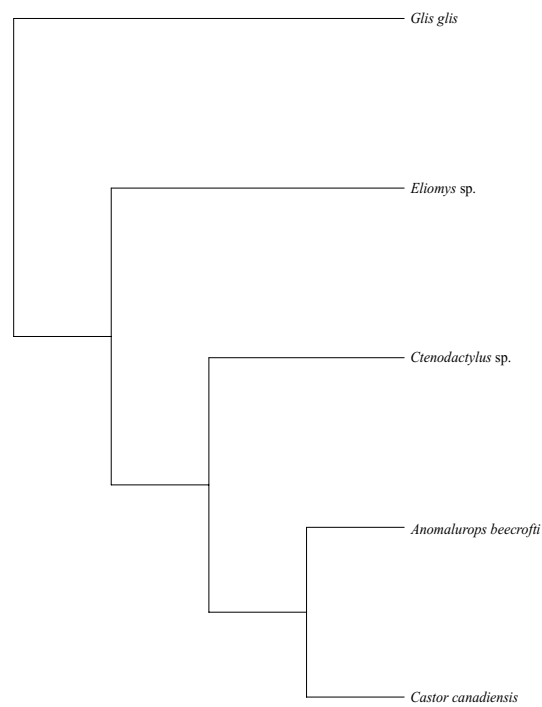 Glis glis
Eliomys sp.
Ctenodactylus sp.
Anomalurops beecrofti
Castor canadiensis